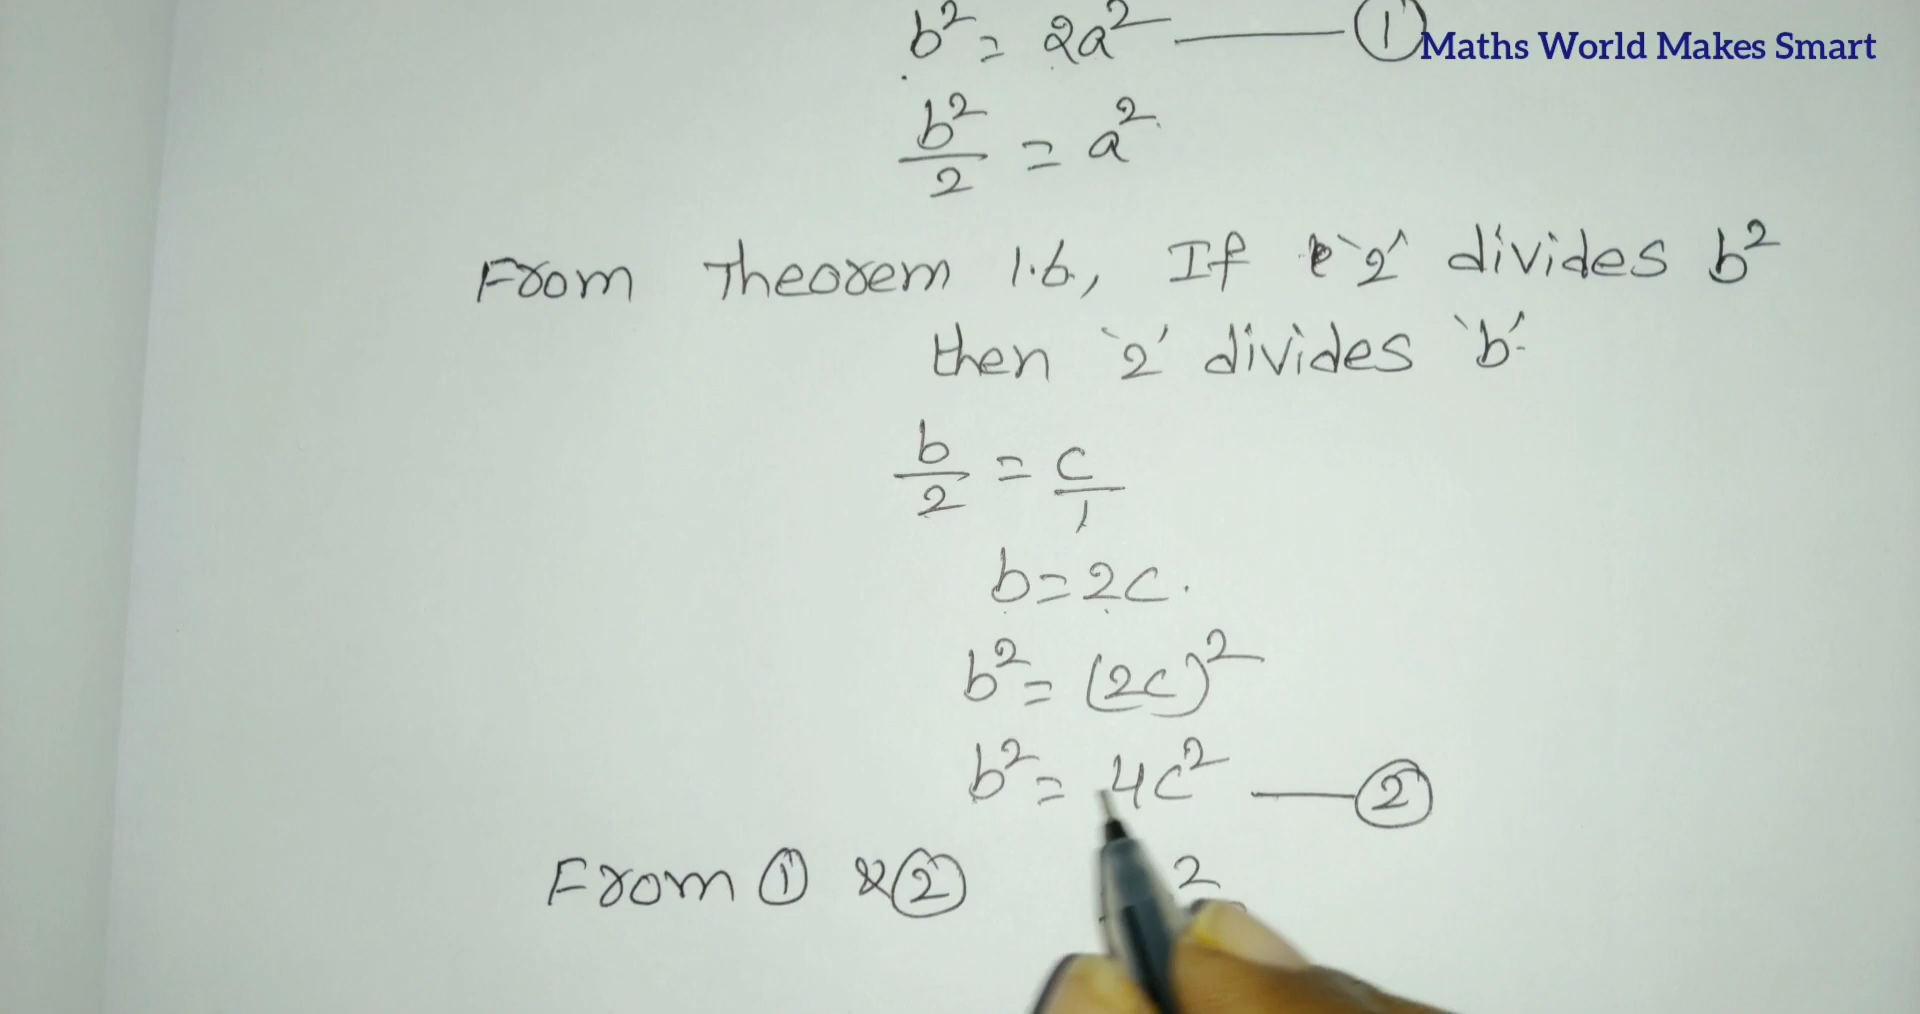 b² = 2a² —— ①
Maths World Makes Smart
b²/2 = a²
From Theorem 1.6, If '2' divides b²
then '2' divides 'b'.
b/2 = c/1
b = 2c.
b² = (2c)²
b² = 4c² —— ②
From ① & ② 2